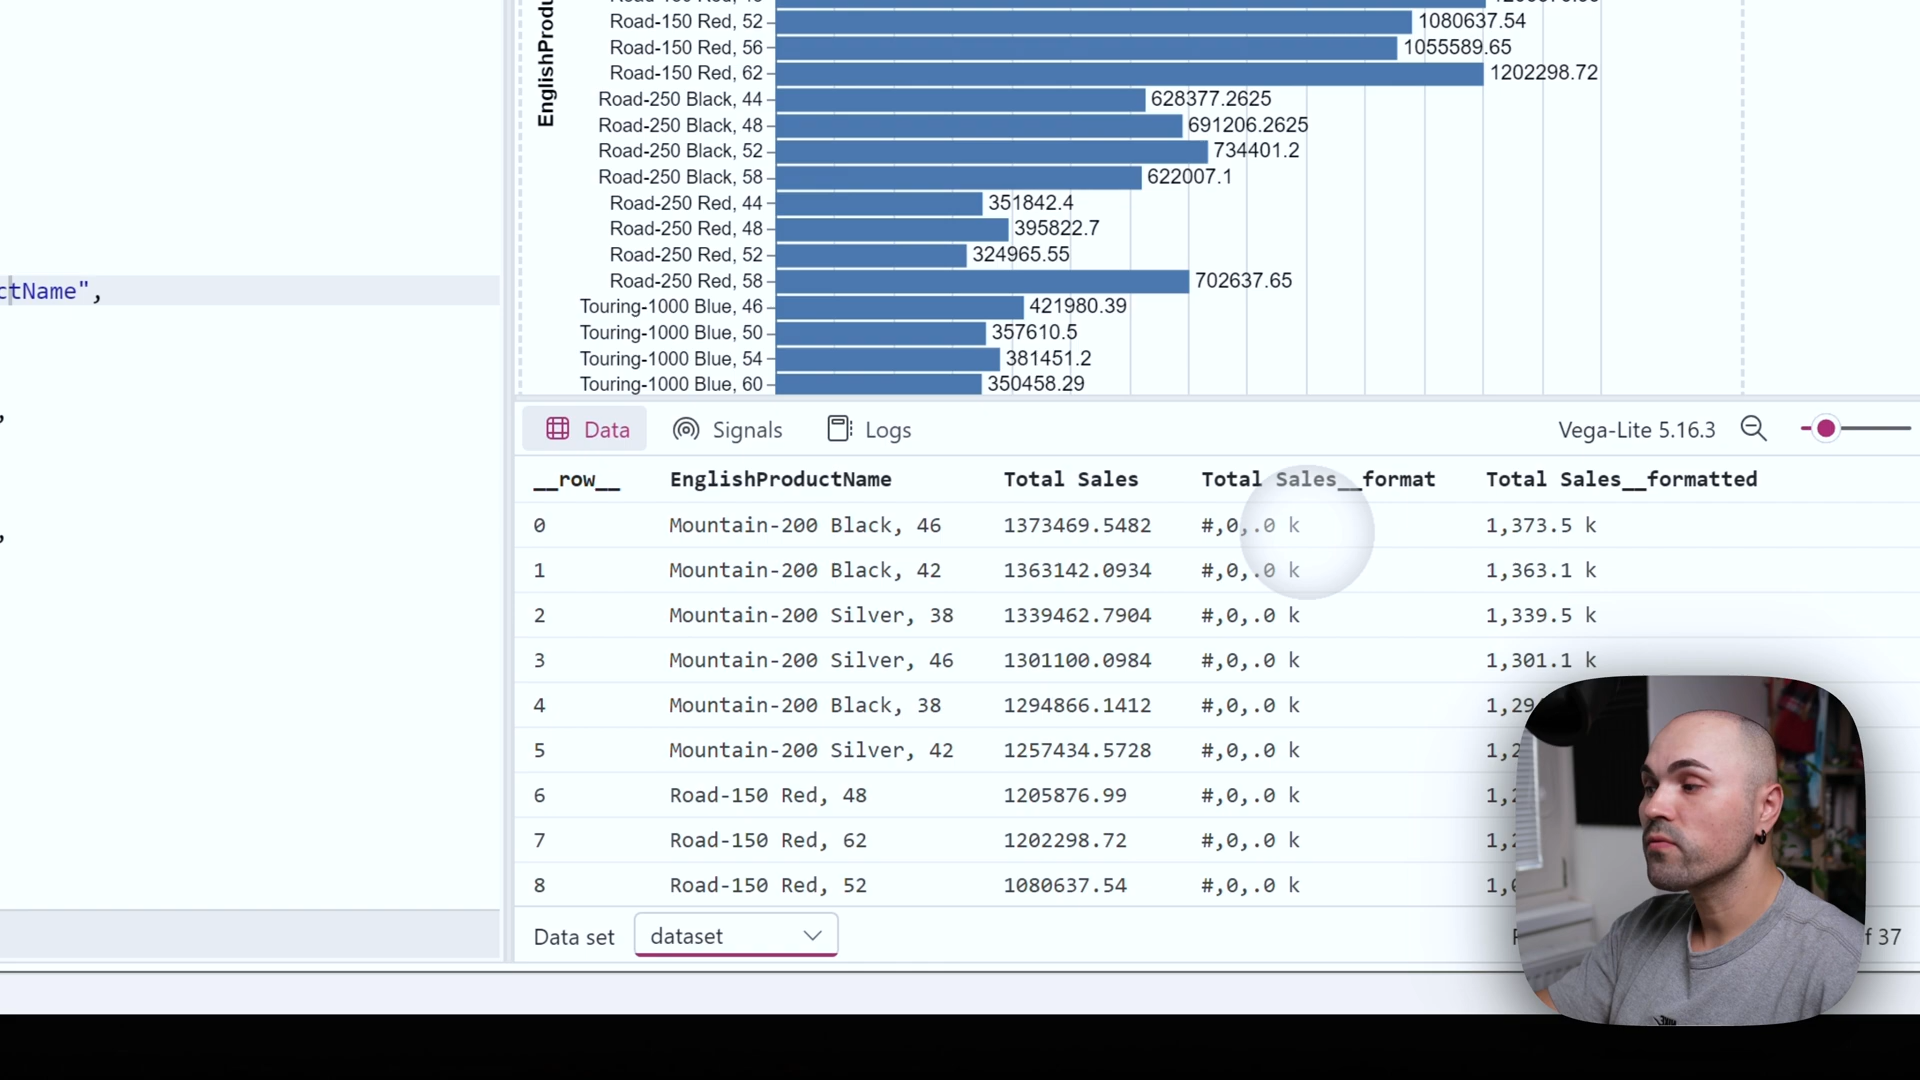 EnglishProdu
Road-150 Red, 52 1080637.54
Road-150 Red, 56 1055589.65
Road-150 Red, 62 1202298.72
Road-250 Black, 44 628377.2625
Road-250 Black, 48 691206.2625
Road-250 Black, 52 734401.2
Road-250 Black, 58 622007.1
Road-250 Red, 44 351842.4
Road-250 Red, 48 395822.7
Road-250 Red, 52 324965.55
Road-250 Red, 58 702637.65
Touring-1000 Blue, 46 421980.39
Touring-1000 Blue, 50 357610.5
Touring-1000 Blue, 54 381451.2
Touring-1000 Blue, 60 350458.29
ctName",
Data Signals Logs Vega-Lite 5.16.3
__row__ EnglishProductName Total Sales Total Sales__format Total Sales__formatted
0 Mountain-200 Black, 46 1373469.5482 #,0,.0 k 1,373.5 k
1 Mountain-200 Black, 42 1363142.0934 #,0,.0 k 1,363.1 k
2 Mountain-200 Silver, 38 1339462.7904 #,0,.0 k 1,339.5 k
3 Mountain-200 Silver, 46 1301100.0984 #,0,.0 k 1,301.1 k
4 Mountain-200 Black, 38 1294866.1412 #,0,.0 k 1,29
5 Mountain-200 Silver, 42 1257434.5728 #,0,.0 k 1,2
6 Road-150 Red, 48 1205876.99 #,0,.0 k 1,2
7 Road-150 Red, 62 1202298.72 #,0,.0 k 1,2
8 Road-150 Red, 52 1080637.54 #,0,.0 k 1,0
Data set dataset f 37